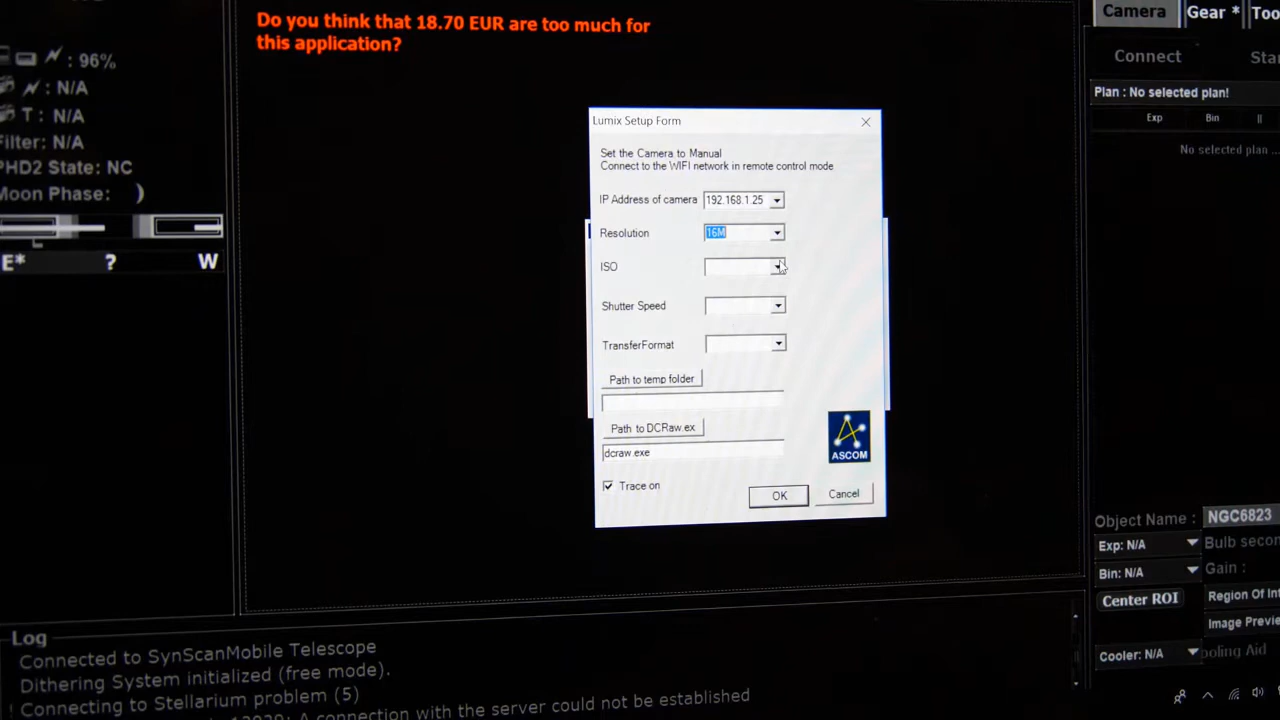 Do you think that 18.70 EUR are too much for
this application?
: 96%
: N/A
T : N/A
Filter: N/A
PHD2 State: NC
Moon Phase: )
E* ? W
Lumix Setup Form
Set the Camera to Manual
Connect to the WIFI network in remote control mode
IP Address of camera 192.168.1.25
Resolution 16M
ISO
Shutter Speed
TransferFormat
Path to temp folder
Path to DCRaw.ex
dcraw.exe
ASCOM
Trace on
OK Cancel
Camera Gear * Too
Connect Sta
Plan : No selected plan!
Exp Bin ||
No selected plan ...
Object Name : NGC6823
Exp: N/A Bulb secon
Bin: N/A Gain :
Center ROI Region Of Int
Image Previe
Cooler: N/A ooling Aid
Log
Connected to SynScanMobile Telescope
Dithering System initialized (free mode).
! Connecting to Stellarium problem (5)
A connection with the server could not be established